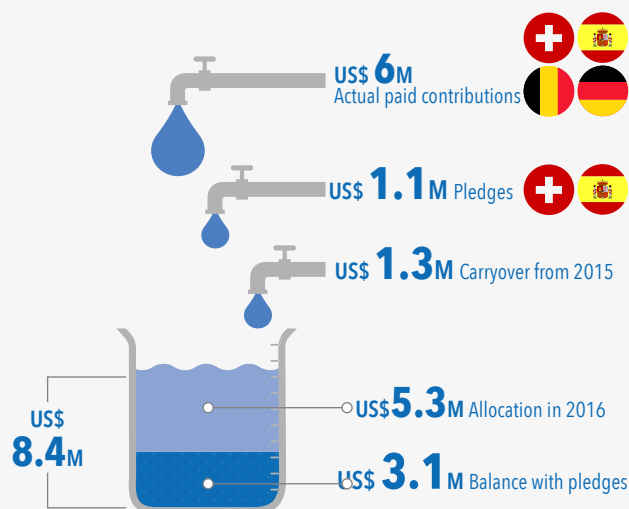 US$ 6M
Actual paid contributions
US$ 1.1M Pledges
US$ 1.3M Carryover from 2015
US$ 5.3M Allocation in 2016
US$
8.4M
US$ 3.1M Balance with pledges